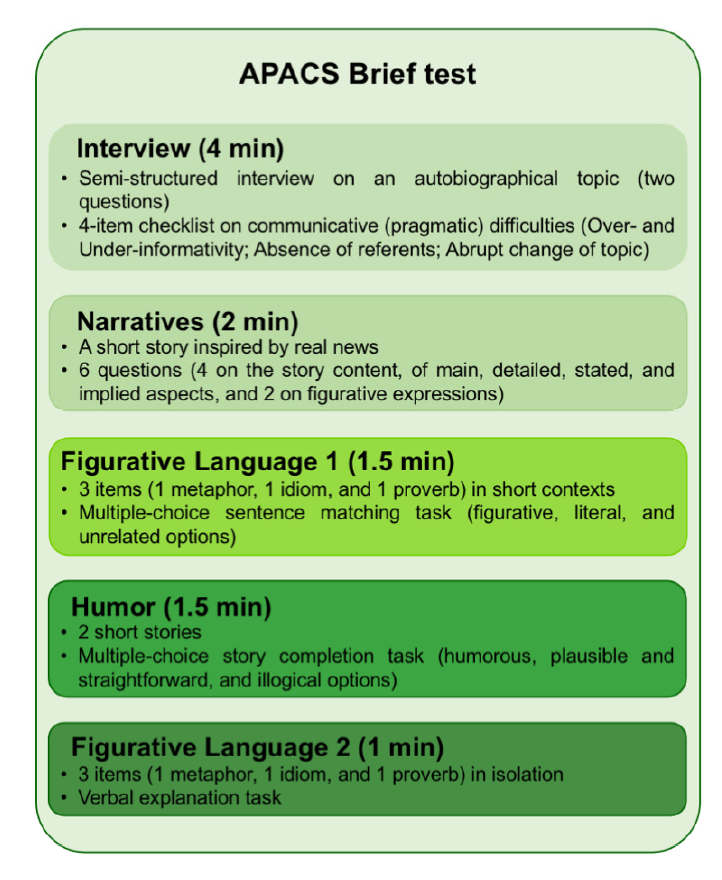 APACS Brief test
Interview (4 min)
• Semi-structured interview on an autobiographical topic (two
questions)
• 4-item checklist on communicative (pragmatic) difficulties (Over- and
Under-informativity; Absence of referents; Abrupt change of topic)
Narratives (2 min)
• A short story inspired by real news
• 6 questions (4 on the story content, of main, detailed, stated, and
implied aspects, and 2 on figurative expressions)
Figurative Language 1 (1.5 min)
• 3 items (1 metaphor, 1 idiom, and 1 proverb) in short contexts
• Multiple-choice sentence matching task (figurative, literal, and
unrelated options)
Humor (1.5 min)
• 2 short stories
• Multiple-choice story completion task (humorous, plausible and
straightforward, and illogical options)
Figurative Language 2 (1 min)
• 3 items (1 metaphor, 1 idiom, and 1 proverb) in isolation
• Verbal explanation task